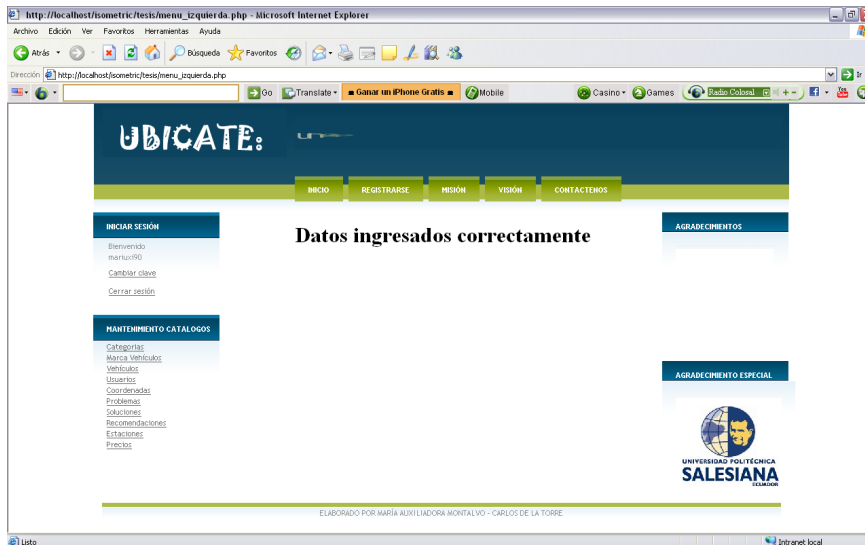 http://localhost/isometric/tesis/menu_izquierda.php - Microsoft Internet Explorer
Archivo Edición Ver Favoritos Herramientas Ayuda
Atrás Búsqueda Favoritos
Dirección http://localhost/isometric/tesis/menu_izquierda.php Ir
Go Translate Ganar un iPhone Gratis Mobile Casino Games Radio Colosal
UBICATE:
INICIO REGISTRARSE MISIÓN VISIÓN CONTACTENOS
INICIAR SESIÓN
Bienvenido
mariuxi90
Cambiar clave
Cerrar sesión
MANTENIMIENTO CATALOGOS
Categorias
Marca Vehículos
Vehículos
Usuarios
Coordenadas
Problemas
Soluciones
Recomendaciones
Estaciones
Precios
Datos ingresados correctamente
AGRADECIMIENTOS
AGRADECIMIENTO ESPECIAL
UNIVERSIDAD POLITÉCNICA
SALESIANA
ECUADOR
ELABORADO POR MARÍA AUXILIADORA MONTALVO - CARLOS DE LA TORRE
Listo Intranet local